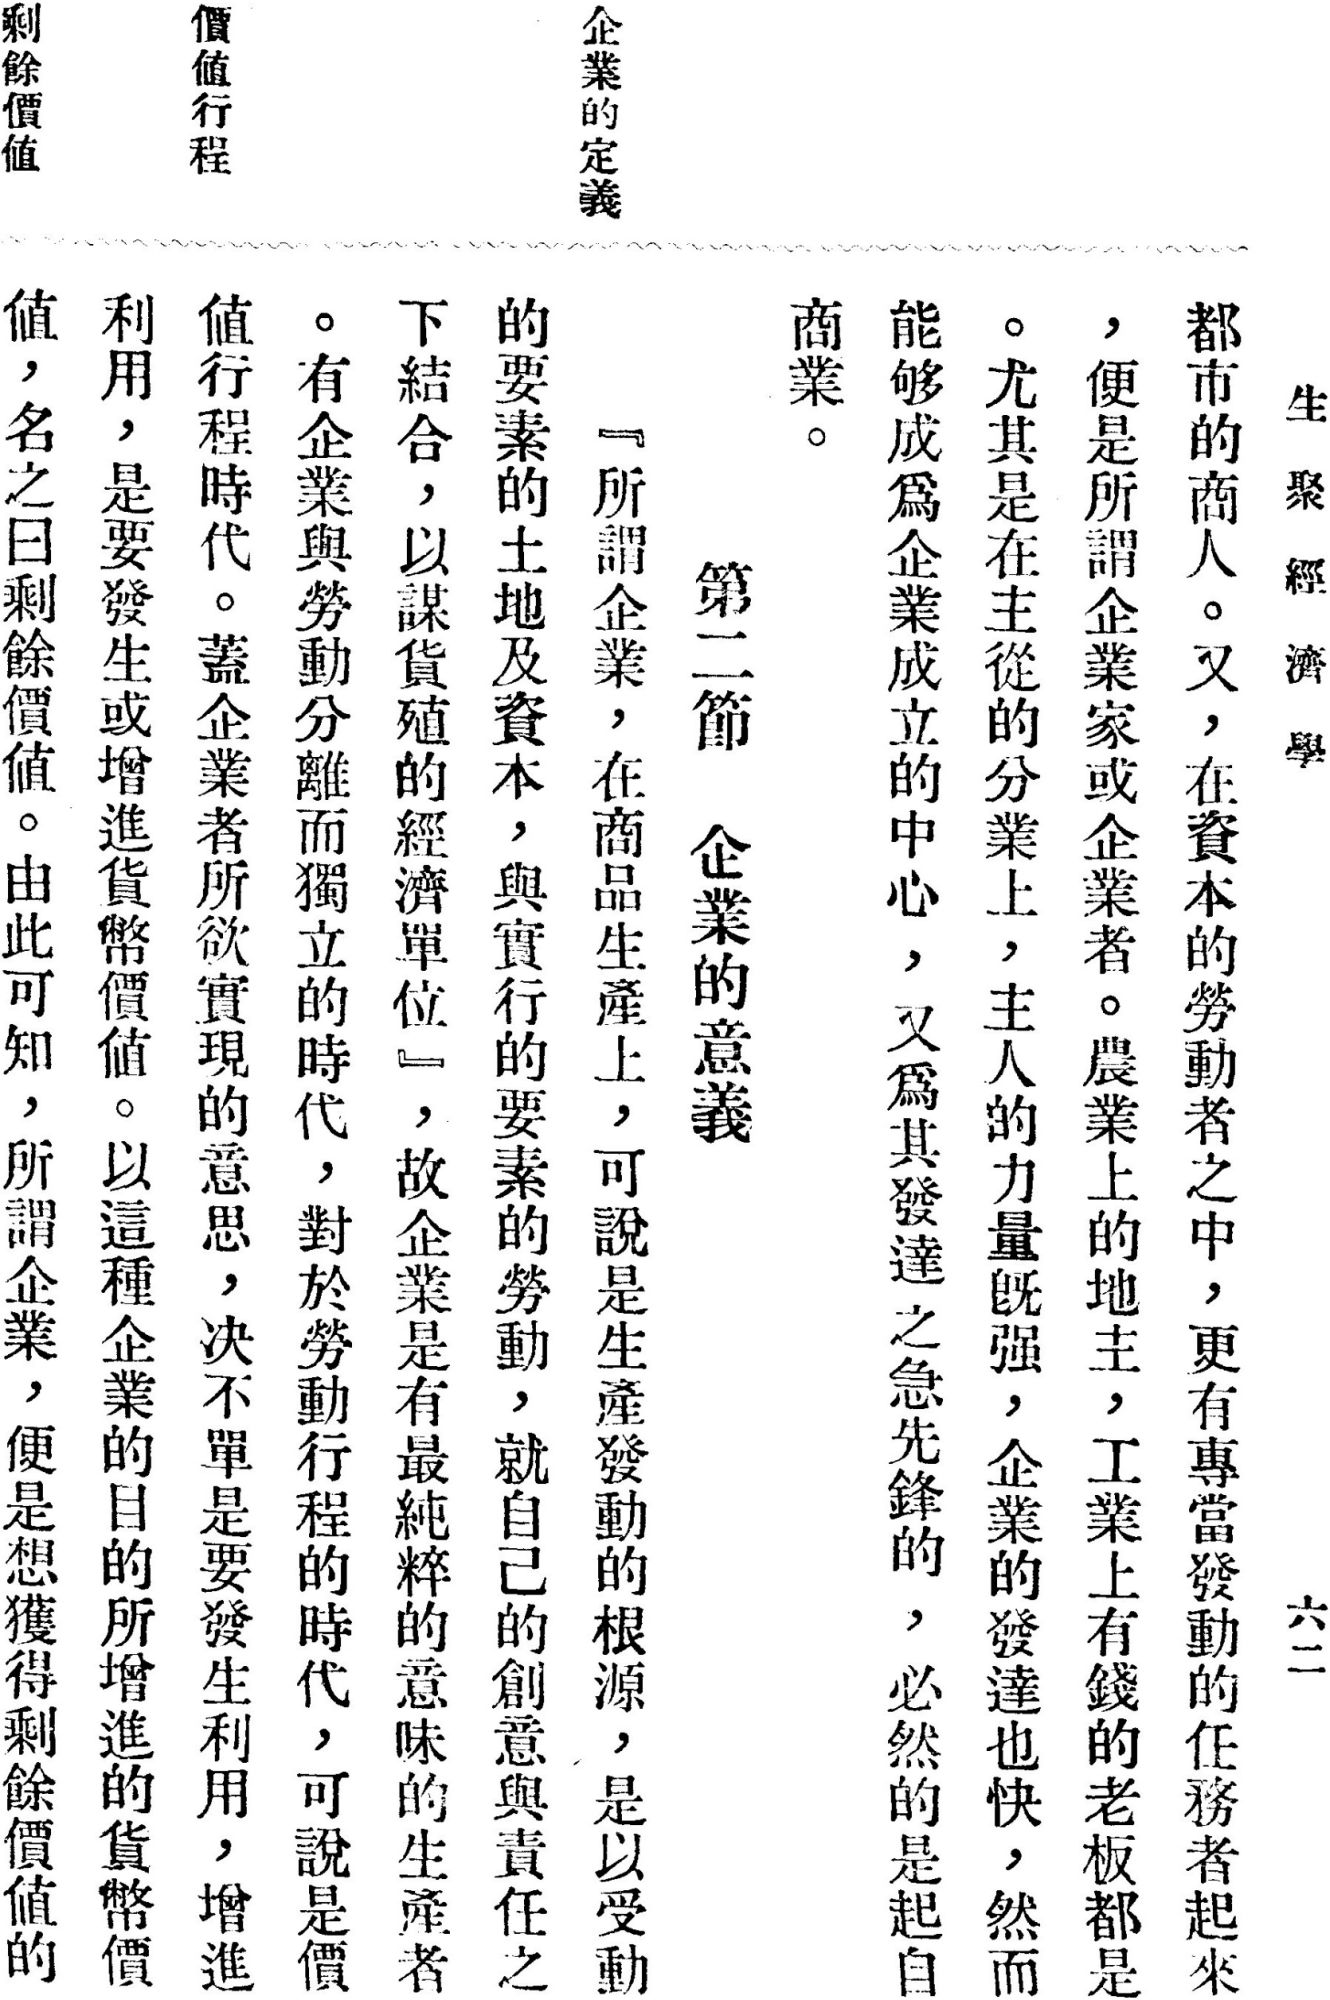 生聚經濟學
六二
都市的商人。又，在資本的勞動者之中，更有專當發動的任務者起來
，便是所謂企業家或企業者。農業上的地主，工業上有錢的老板都是
。尤其是在主從的分業上，主人的力量既强，企業的發達也快，然而
能够成爲企業成立的中心，又爲其發達之急先鋒的，必然的是起自
商業。
第二節　企業的意義
企業的定義
『所謂企業，在商品生產上，可說是生產發動的根源，是以受動
的要素的土地及資本，與實行的要素的勞動，就自己的創意與責任之
下結合，以謀貨殖的經濟單位』，故企業是有最純粹的意味的生產者
。有企業與勞動分離而獨立的時代，對於勞動行程的時代，可說是價
價值行程
值行程時代。蓋企業者所欲實現的意思，决不單是要發生利用，增進
利用，是要發生或增進貨幣價值。以這種企業的目的所增進的貨幣價
剩餘價值
值，名之曰剩餘價值。由此可知，所謂企業，便是想獲得剩餘價值的